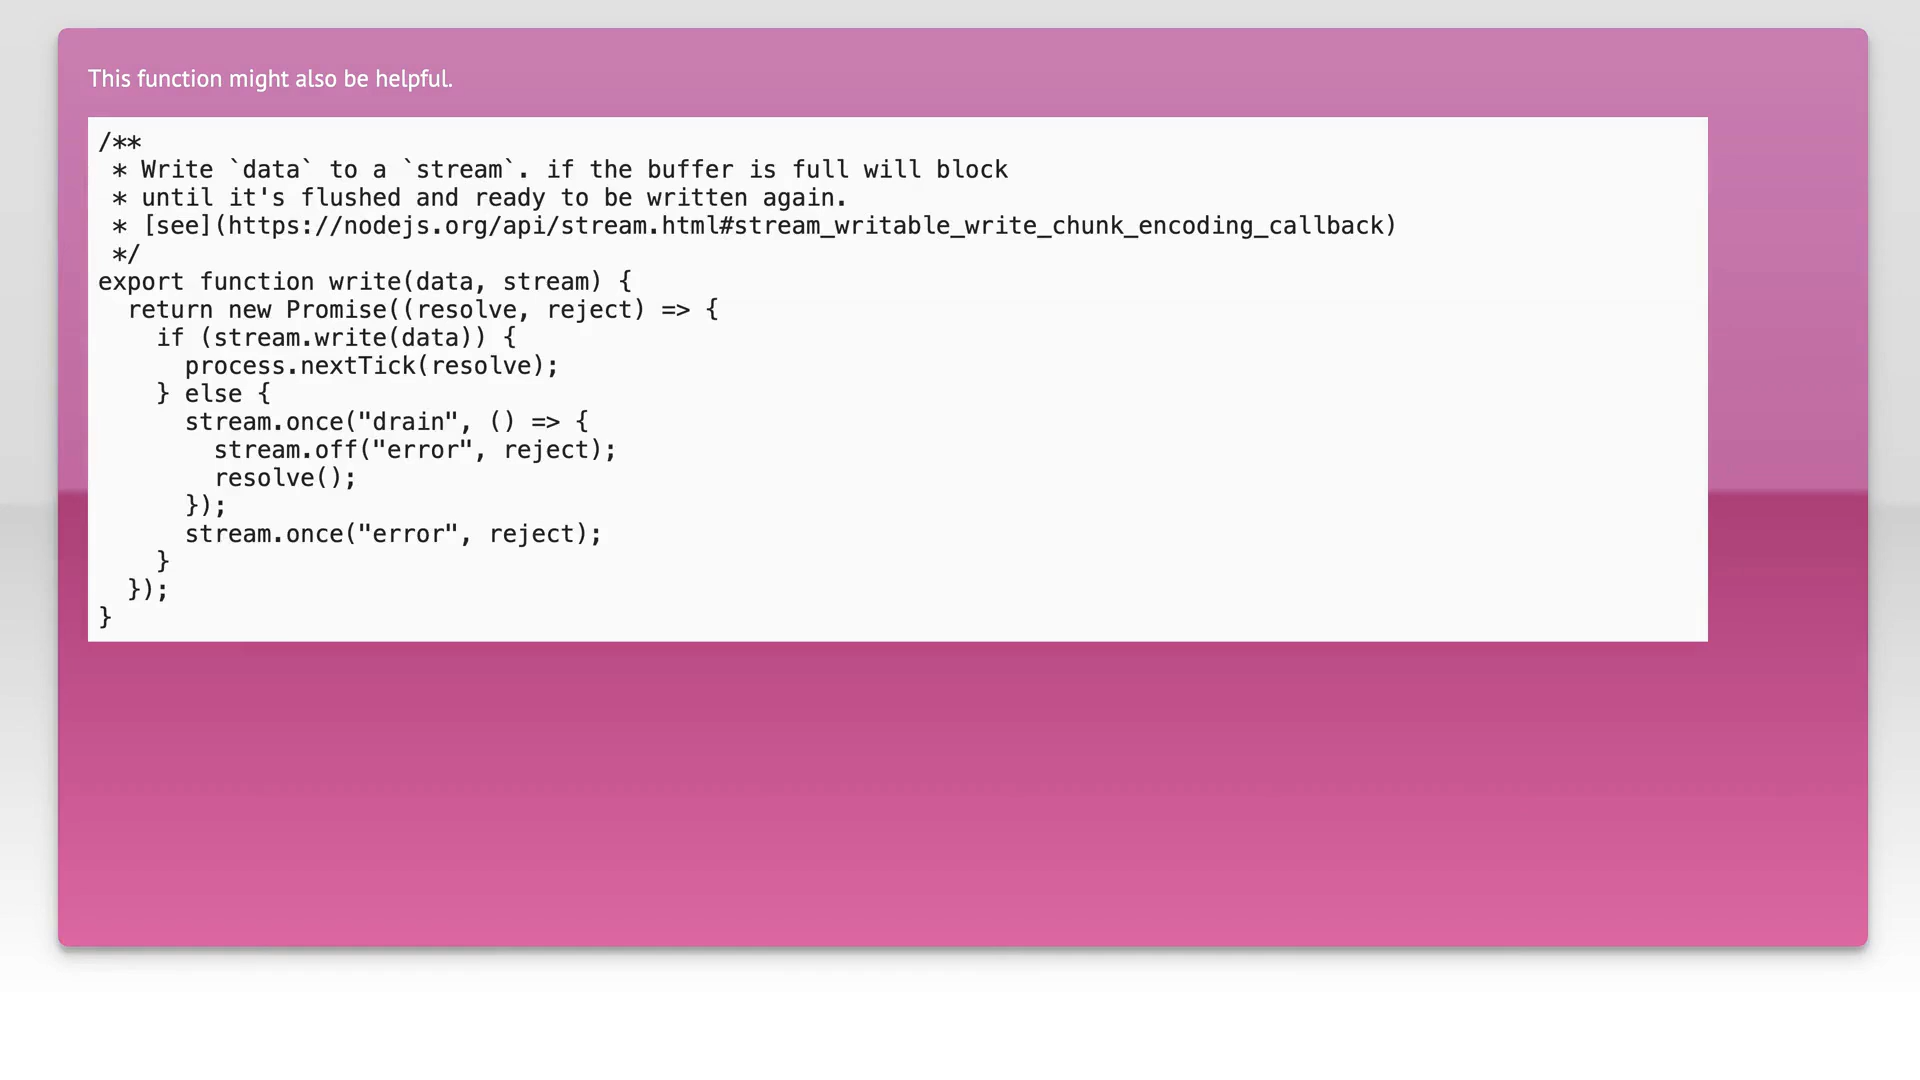 This function might also be helpful.
/**
 * Write `data` to a `stream`. if the buffer is full will block
 * until it's flushed and ready to be written again.
 * [see](https://nodejs.org/api/stream.html#stream_writable_write_chunk_encoding_callback)
 */
export function write(data, stream) {
  return new Promise((resolve, reject) => {
    if (stream.write(data)) {
      process.nextTick(resolve);
    } else {
      stream.once("drain", () => {
        stream.off("error", reject);
        resolve();
      });
      stream.once("error", reject);
    }
  });
}